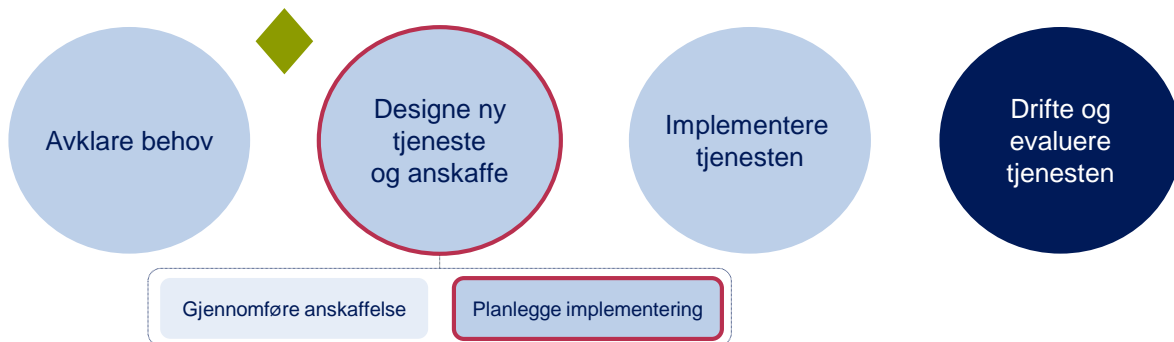 Avklare behov
Designe ny
tjeneste
og anskaffe
Implementere
tjenesten
Drifte og
evaluere
tjenesten
Gjennomføre anskaffelse
Planlegge implementering